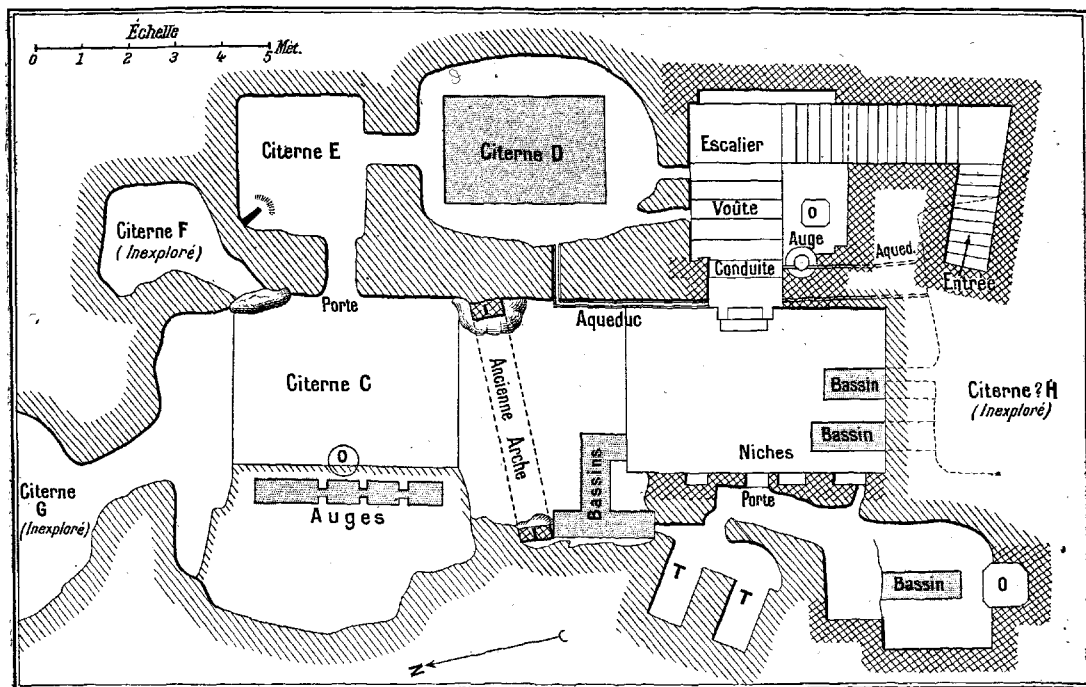 Échelle
0 1 2 3 4 5 Mèt.
Citerne E
Citerne D
Escalier
Voûte
O
Auge
Conduite
Aqued.
Entrée
Citerne F
(Inexploré)
Porte
Aqueduc
Citerne C
Ancienne Arche
Bassin
Citerne ? H
(Inexploré)
Bassin
Niches
O
Citerne
G
(Inexploré)
Auges
Bassins
Porte
T
T
Bassin
O
N